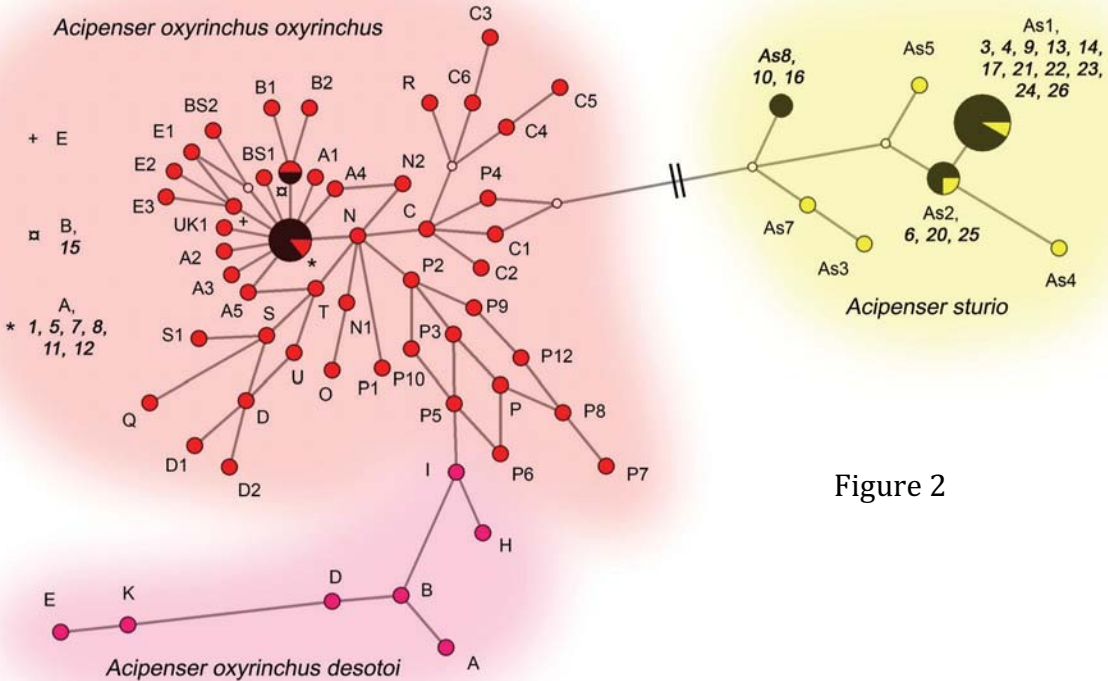 Acipenser oxyrinchus oxyrinchus
C3
As1,
3, 4, 9, 13, 14,
17, 21, 22, 23,
24, 26
As5
As8,
10, 16
R
C6
C5
C4
B1
B2
BS2
+ E
E1
E2
BS1
A1
A4
N2
E3
¤
P4
UK1
+
N
C
¤ B,
15
A2
C1
As2,
6, 20, 25
As7
As3
As4
A3
*
P2
C2
A5
T
P9
Acipenser sturio
A,
* 1, 5, 7, 8,
11, 12
S
S1
N1
P3
P12
U
O
P1
P10
P
P8
Q
D
P5
D1
D2
P6
P7
I
Figure 2
H
D
B
E
K
A
Acipenser oxyrinchus desotoi